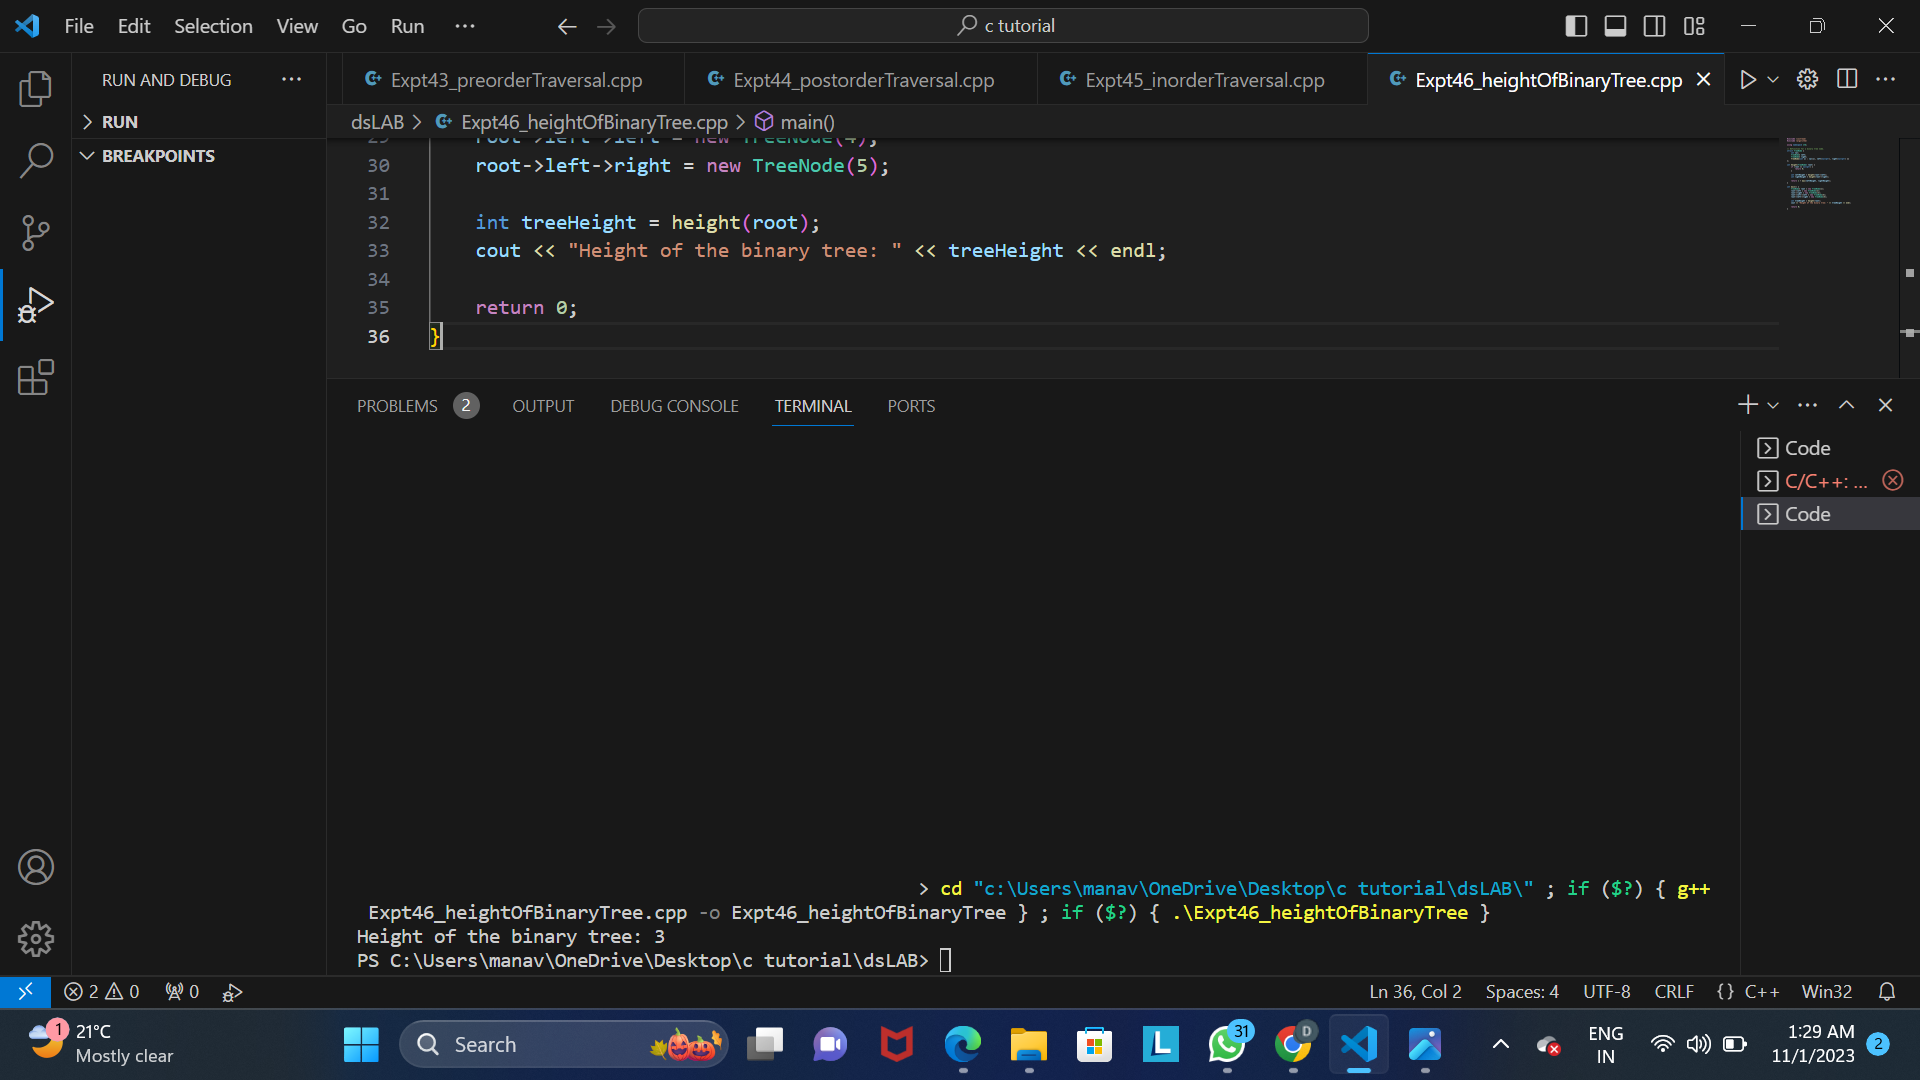 File Edit Selection View Go Run ··· c tutorial
RUN AND DEBUG ···
RUN
BREAKPOINTS
Expt43_preorderTraversal.cpp Expt44_postorderTraversal.cpp Expt45_inorderTraversal.cpp Expt46_heightOfBinaryTree.cpp
dsLAB > Expt46_heightOfBinaryTree.cpp > main()
29 root->left->left = new TreeNode(4);
30 root->left->right = new TreeNode(5);
31
32 int treeHeight = height(root);
33 cout << "Height of the binary tree: " << treeHeight << endl;
34
35 return 0;
36 }
PROBLEMS 2 OUTPUT DEBUG CONSOLE TERMINAL PORTS
Code
C/C++: ...
Code
> cd "c:\Users\manav\OneDrive\Desktop\c tutorial\dsLAB\" ; if ($?) { g++
Expt46_heightOfBinaryTree.cpp -o Expt46_heightOfBinaryTree } ; if ($?) { .\Expt46_heightOfBinaryTree }
Height of the binary tree: 3
PS C:\Users\manav\OneDrive\Desktop\c tutorial\dsLAB>
2 0 0 Ln 36, Col 2 Spaces: 4 UTF-8 CRLF {} C++ Win32
1 21°C
Mostly clear
Search
L
31
D
ENG
IN
1:29 AM
11/1/2023
2